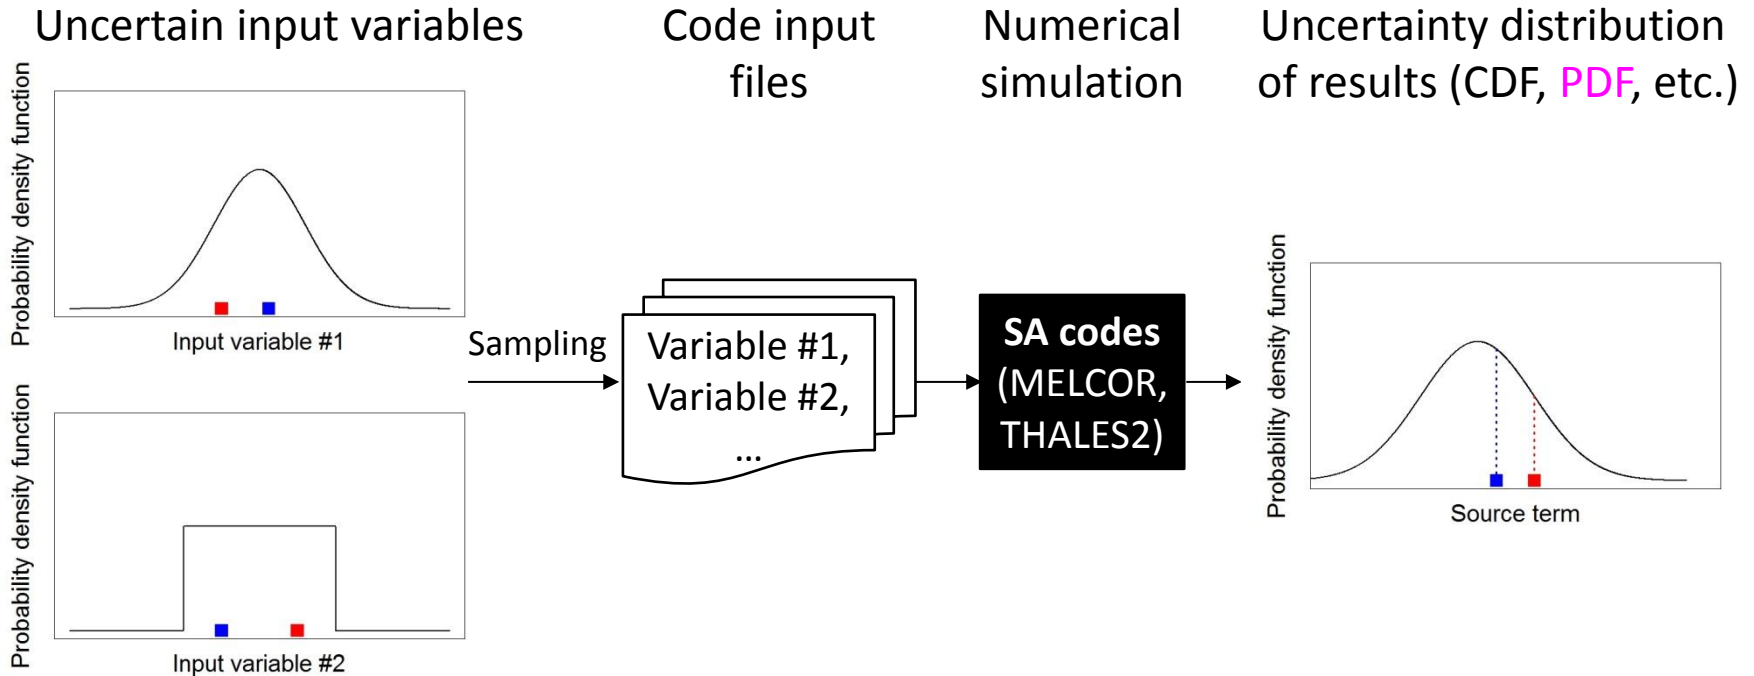 Uncertain input variables
Code input
files
Numerical
simulation
Uncertainty distribution
of results (CDF, PDF, etc.)
Probability density function
Input variable #1
Probability density function
Input variable #2
Sampling
Variable #1,
Variable #2,
...
SA codes
(MELCOR,
THALES2)
Probability density function
Source term